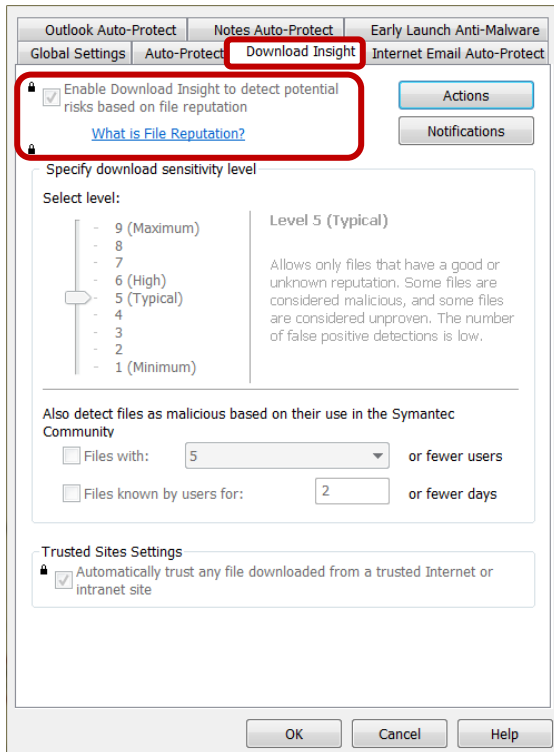 Outlook Auto-Protect
Notes Auto-Protect
Early Launch Anti-Malware
Global Settings
Auto-Protect
Download Insight
Internet Email Auto-Protect
Enable Download Insight to detect potential
risks based on file reputation
What is File Reputation?
Actions
Notifications
Specify download sensitivity level
Select level:
9 (Maximum)
8
7
6 (High)
5 (Typical)
4
3
2
1 (Minimum)
Level 5 (Typical)
Allows only files that have a good or
unknown reputation. Some files are
considered malicious, and some files
are considered unproven. The number
of false positive detections is low.
Also detect files as malicious based on their use in the Symantec
Community
Files with: 5 or fewer users
Files known by users for: 2 or fewer days
Trusted Sites Settings
Automatically trust any file downloaded from a trusted Internet or
intranet site
OK
Cancel
Help